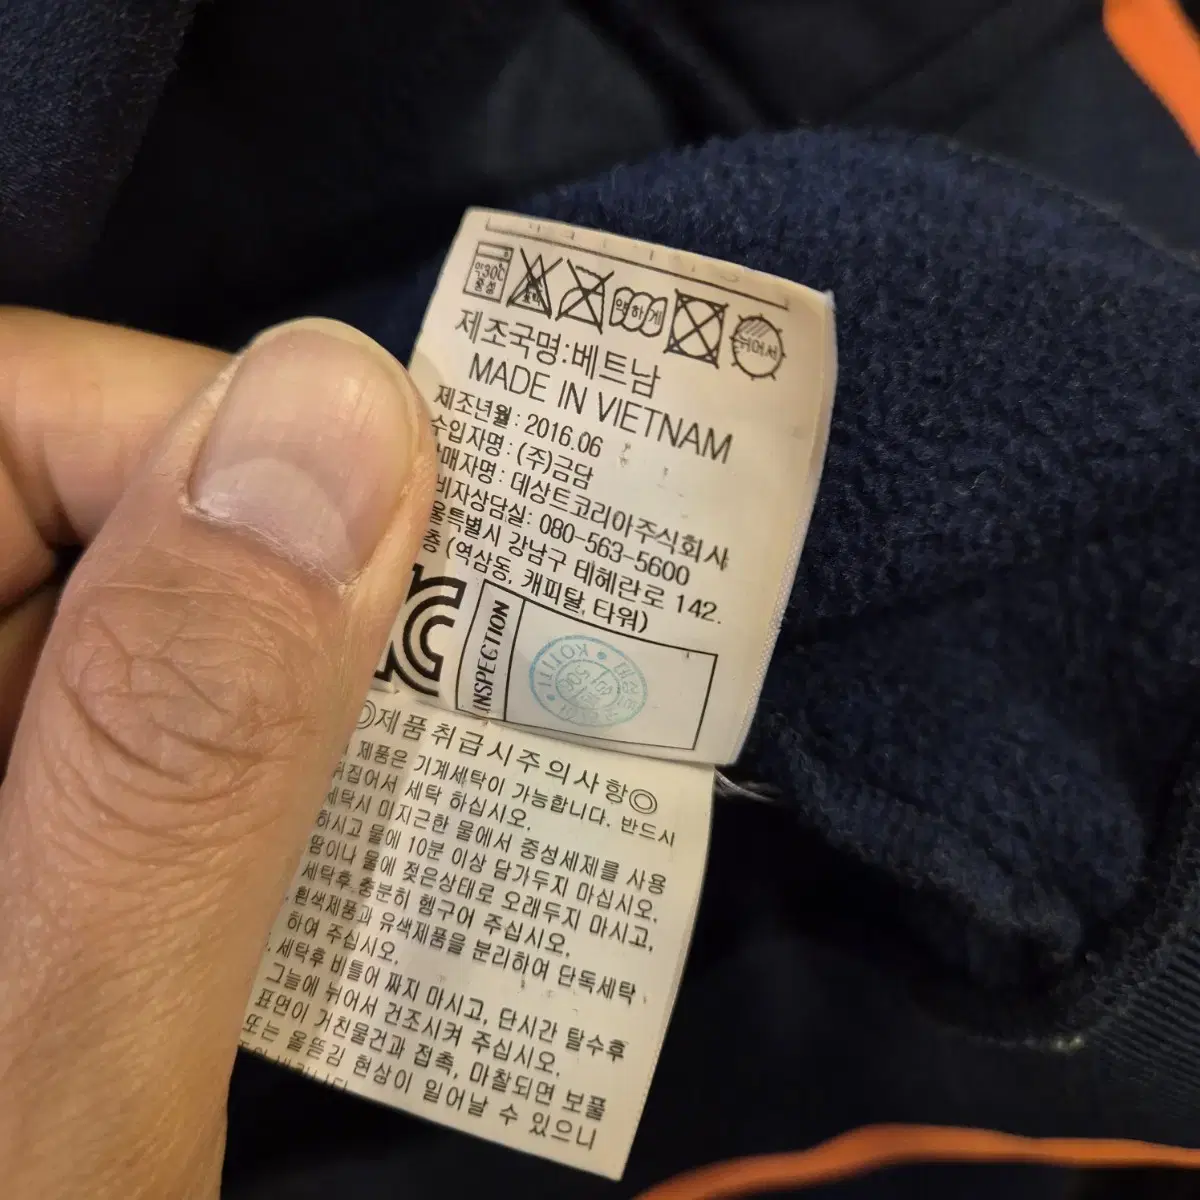 약30℃
중성
약하게
뉘어서
제조국명:베트남
MADE IN VIETNAM
제조년월 : 2016.06
수입자명 : (주)금담
매자명 : 데상트코리아주식회사
비자상담실: 080-563-5600
울특별시 강남구 테헤란로 142.
중 (역삼동, 캐피탈 타워)
INSPECTION
KOTITI
◎제품취급시주의사항◎
제품은 기계세탁이 가능합니다. 반드시
뒤집어서 세탁 하십시오.
세탁시 미지근한 물에서 중성세제를 사용
하시고 물에 10분 이상 담가두지 마십시오.
땀이나 물에 젖은상태로 오래두지 마시고,
세탁후 충분히 헹구어 주십시오.
흰색제품과 유색제품을 분리하여 단독세탁
하여 주십시오.
세탁후 비틀어 짜지 마시고, 단시간 탈수후
그늘에 뉘어서 건조시켜 주십시오.
표면이 거친물건과 접촉, 마찰되면 보풀
또는 올뜯김 현상이 일어날 수 있으니